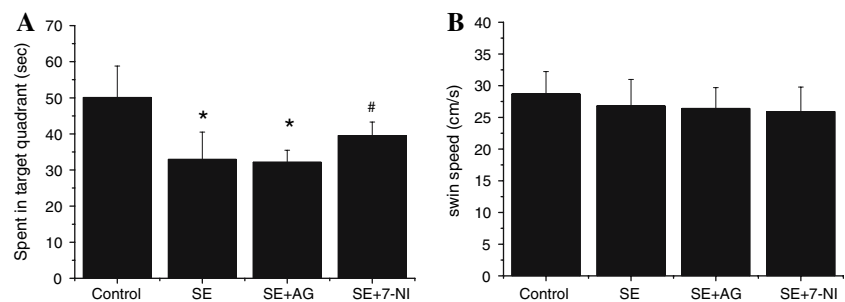 A
Spent in target quadrant (sec)
60
70
50
40
30
20
10
0
*
*
#
Control
SE
SE+AG
SE+7-NI
B
swin speed (cm/s)
40
35
30
25
20
15
10
5
0
Control
SE
SE+AG
SE+7-NI